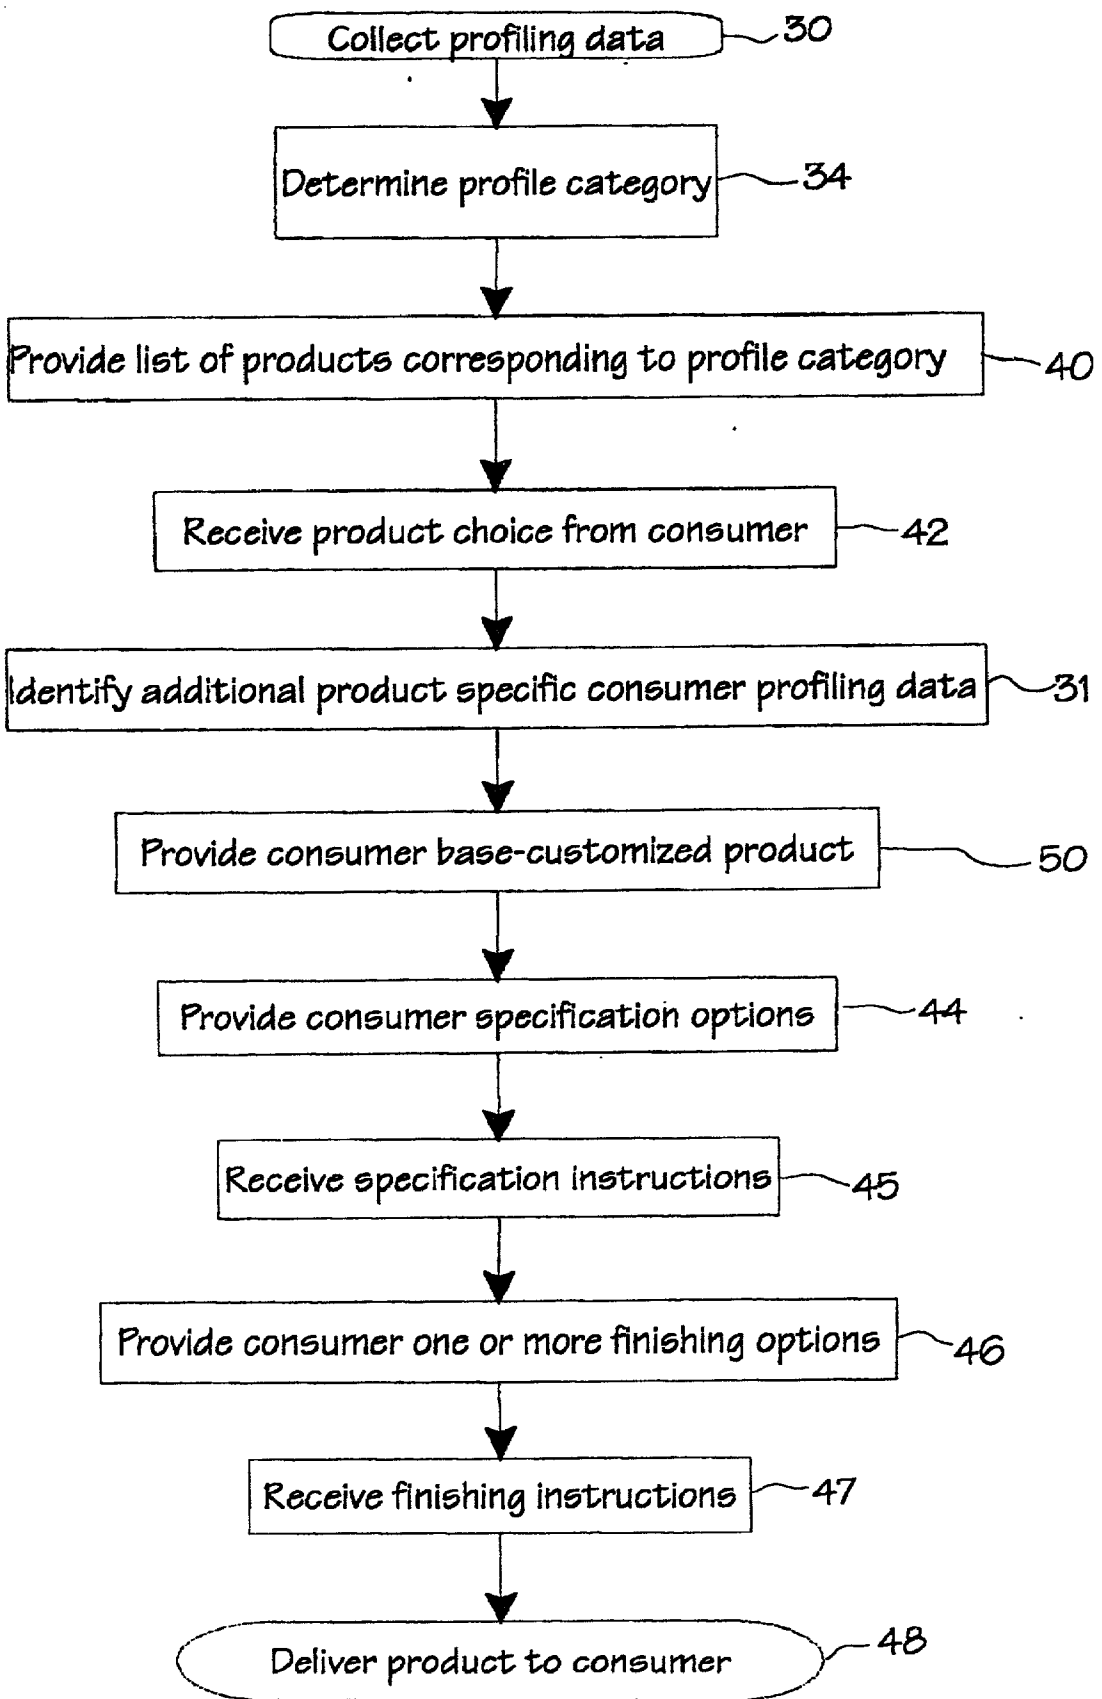 Collect profiling data 30
Determine profile category 34
Provide list of products corresponding to profile category 40
Receive product choice from consumer 42
Identify additional product specific consumer profiling data 31
Provide consumer base-customized product 50
Provide consumer specification options 44
Receive specification instructions 45
Provide consumer one or more finishing options 46
Receive finishing instructions 47
Deliver product to consumer 48